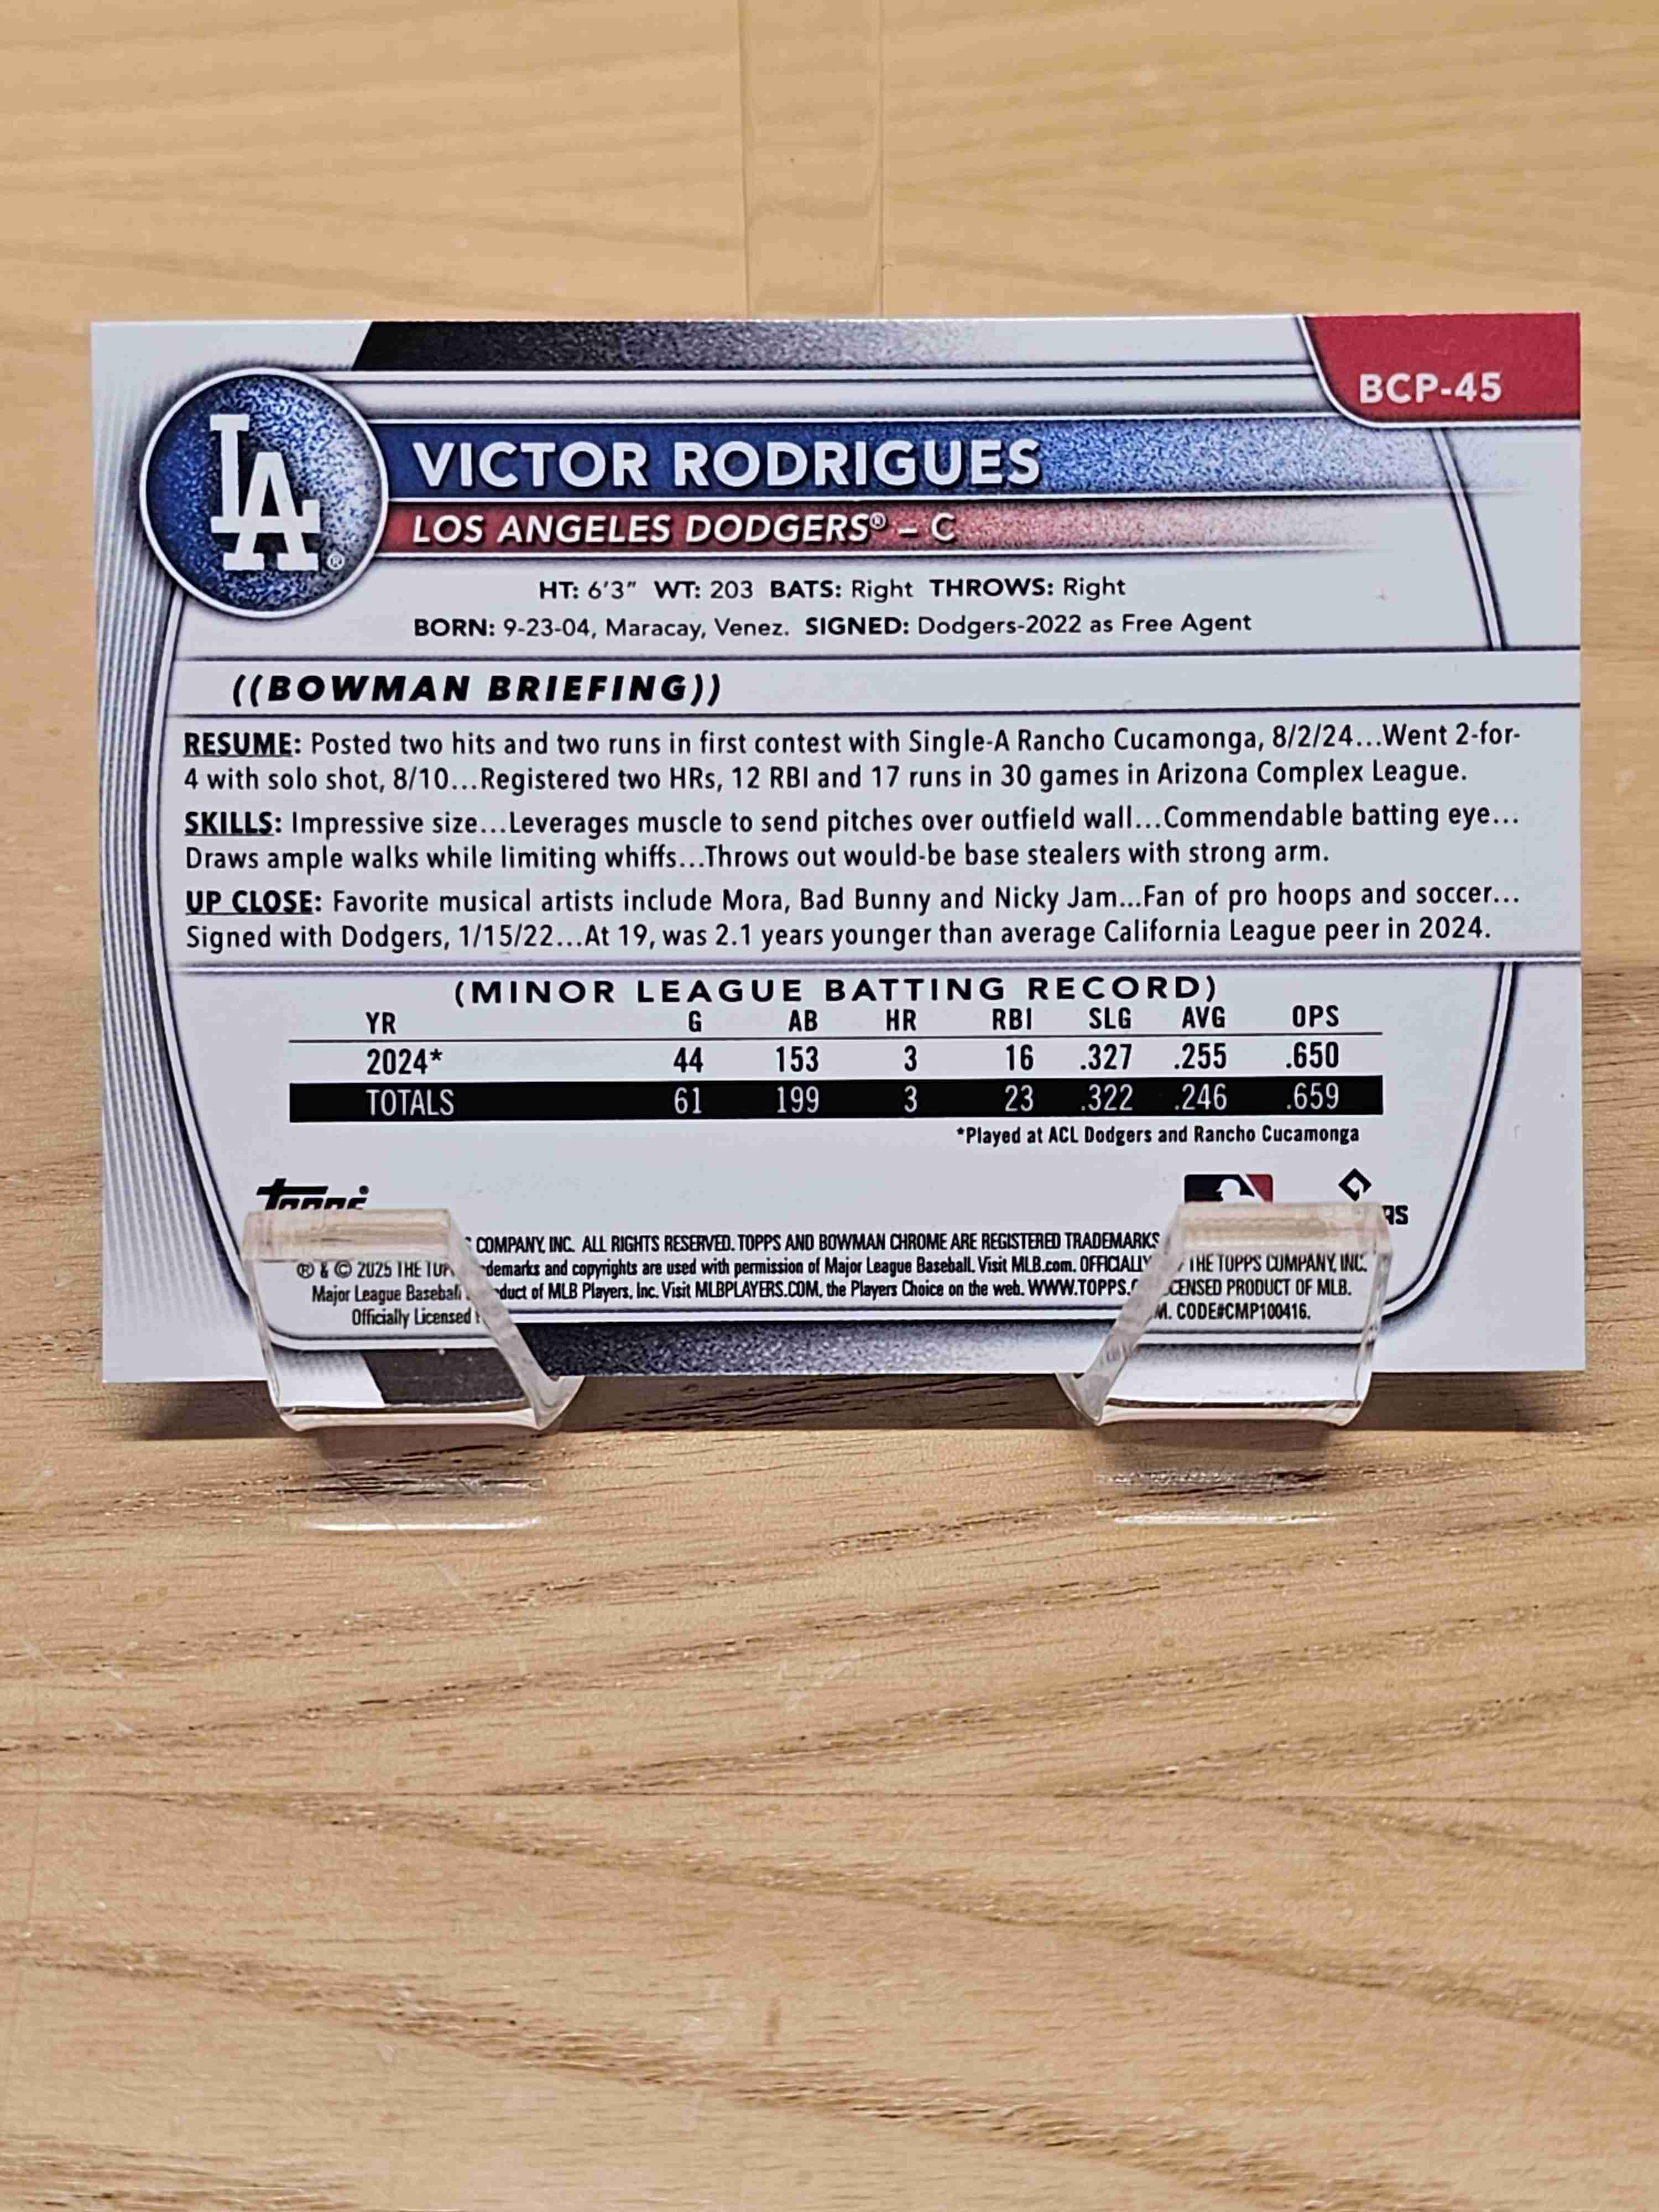 BCP-45
LA®
VICTOR RODRIGUES
LOS ANGELES DODGERS® – C
HT: 6'3" WT: 203 BATS: Right THROWS: Right
BORN: 9-23-04, Maracay, Venez. SIGNED: Dodgers-2022 as Free Agent
((BOWMAN BRIEFING))
RESUME: Posted two hits and two runs in first contest with Single-A Rancho Cucamonga, 8/2/24...Went 2-for-
4 with solo shot, 8/10...Registered two HRs, 12 RBI and 17 runs in 30 games in Arizona Complex League.
SKILLS: Impressive size...Leverages muscle to send pitches over outfield wall...Commendable batting eye...
Draws ample walks while limiting whiffs...Throws out would-be base stealers with strong arm.
UP CLOSE: Favorite musical artists include Mora, Bad Bunny and Nicky Jam...Fan of pro hoops and soccer...
Signed with Dodgers, 1/15/22...At 19, was 2.1 years younger than average California League peer in 2024.
(MINOR LEAGUE BATTING RECORD)
YR G AB HR RBI SLG AVG OPS
2024* 44 153 3 16 .327 .255 .650
TOTALS 61 199 3 23 .322 .246 .659
*Played at ACL Dodgers and Rancho Cucamonga
Topps
® & © 2025 THE COMPANY, INC. ALL RIGHTS RESERVED. TOPPS AND BOWMAN CHROME ARE REGISTERED TRADEMARKS THE TOPPS COMPANY, INC.
Major League Baseball and copyrights are used with permission of Major League Baseball. Visit MLB.com. OFFICIALLY PRODUCT OF MLB.
Officially Licensed of MLB Players, Inc. Visit MLBPLAYERS.COM, the Players Choice on the web. CODE#CMP100416.